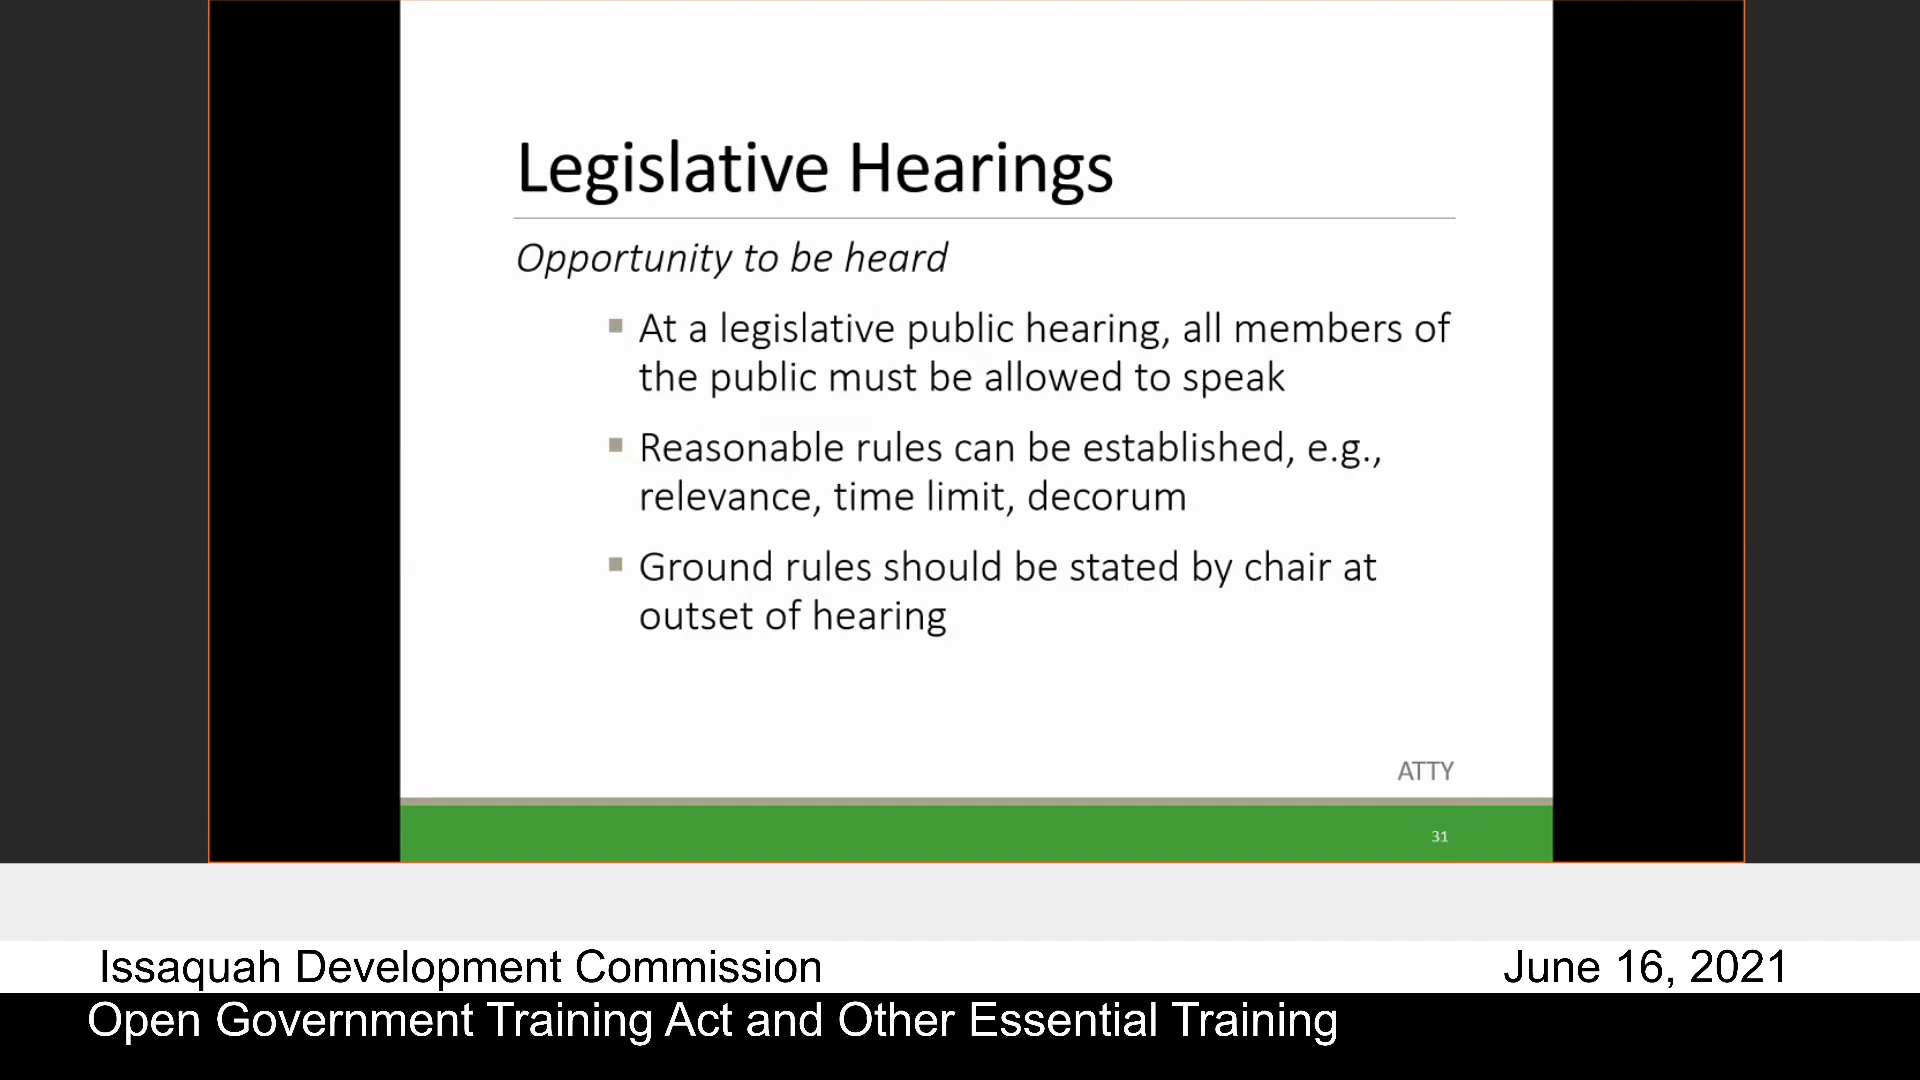 Legislative Hearings
Opportunity to be heard
At a legislative public hearing, all members of
the public must be allowed to speak
Reasonable rules can be established, e.g.,
relevance, time limit, decorum
Ground rules should be stated by chair at
outset of hearing
ATTY
31
Issaquah Development Commission
June 16, 2021
Open Government Training Act and Other Essential Training